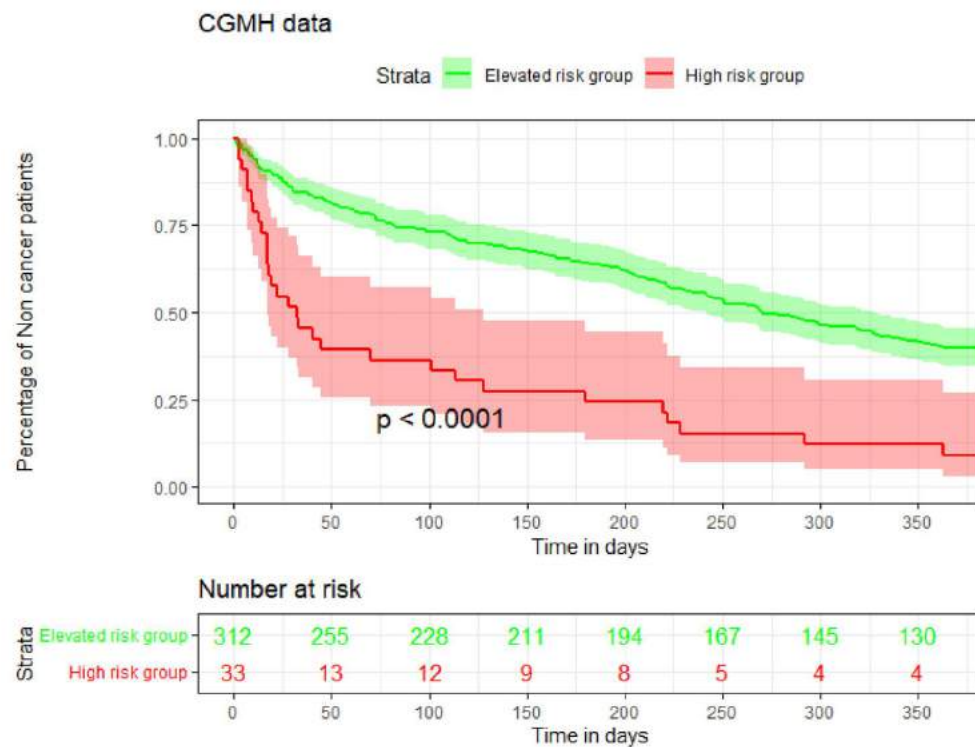 CGMH data
Strata Elevated risk group High risk group
Percentage of Non cancer patients
1.00
0.75
0.50
0.25
0.00
p < 0.0001
0 50 100 150 200 250 300 350
Time in days
Number at risk
Strata
Elevated risk group 312 255 228 211 194 167 145 130
High risk group 33 13 12 9 8 5 4 4
0 50 100 150 200 250 300 350
Time in days